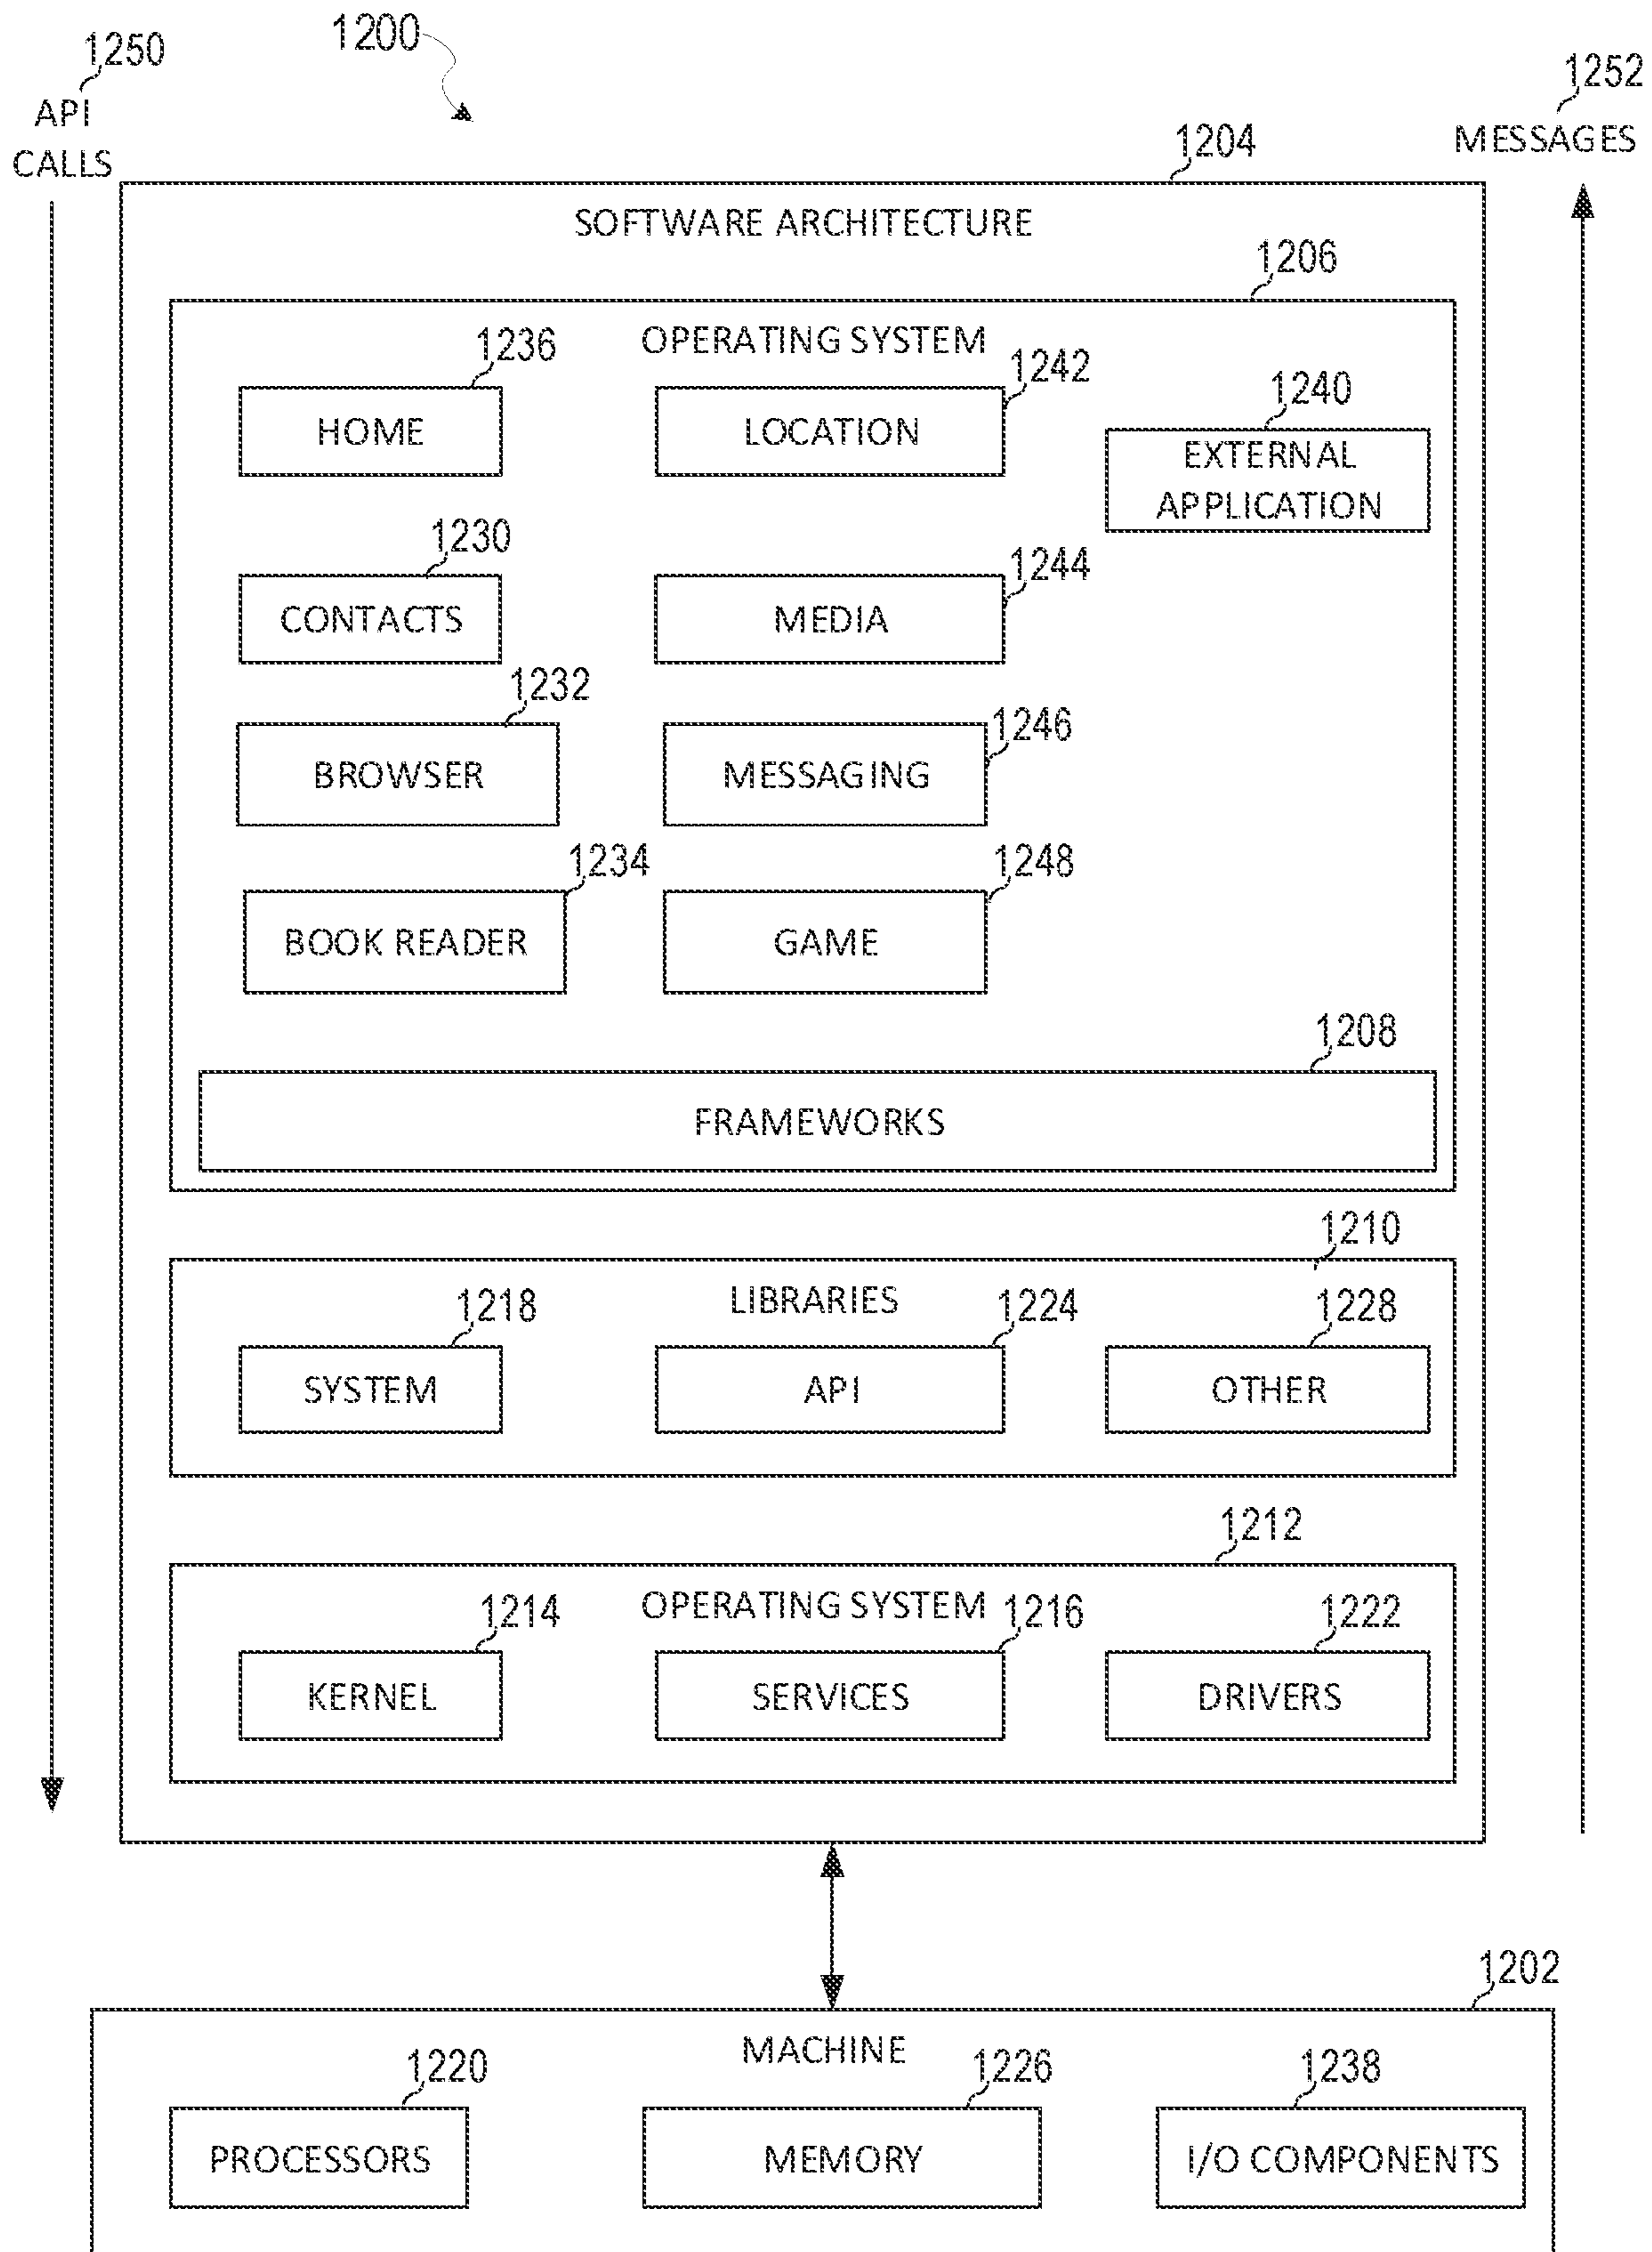 1250
1200
1252
API
CALLS
MESSAGES
1204
SOFTWARE ARCHITECTURE
1206
OPERATING SYSTEM
1236
1242
1240
HOME
LOCATION
EXTERNAL
APPLICATION
1230
1244
CONTACTS
MEDIA
1232
1246
BROWSER
MESSAGING
1234
1248
BOOK READER
GAME
1208
FRAMEWORKS
1210
LIBRARIES
1218
1224
1228
SYSTEM
API
OTHER
1212
OPERATING SYSTEM
1214
1216
1222
KERNEL
SERVICES
DRIVERS
1202
MACHINE
1220
1226
1238
PROCESSORS
MEMORY
I/O COMPONENTS